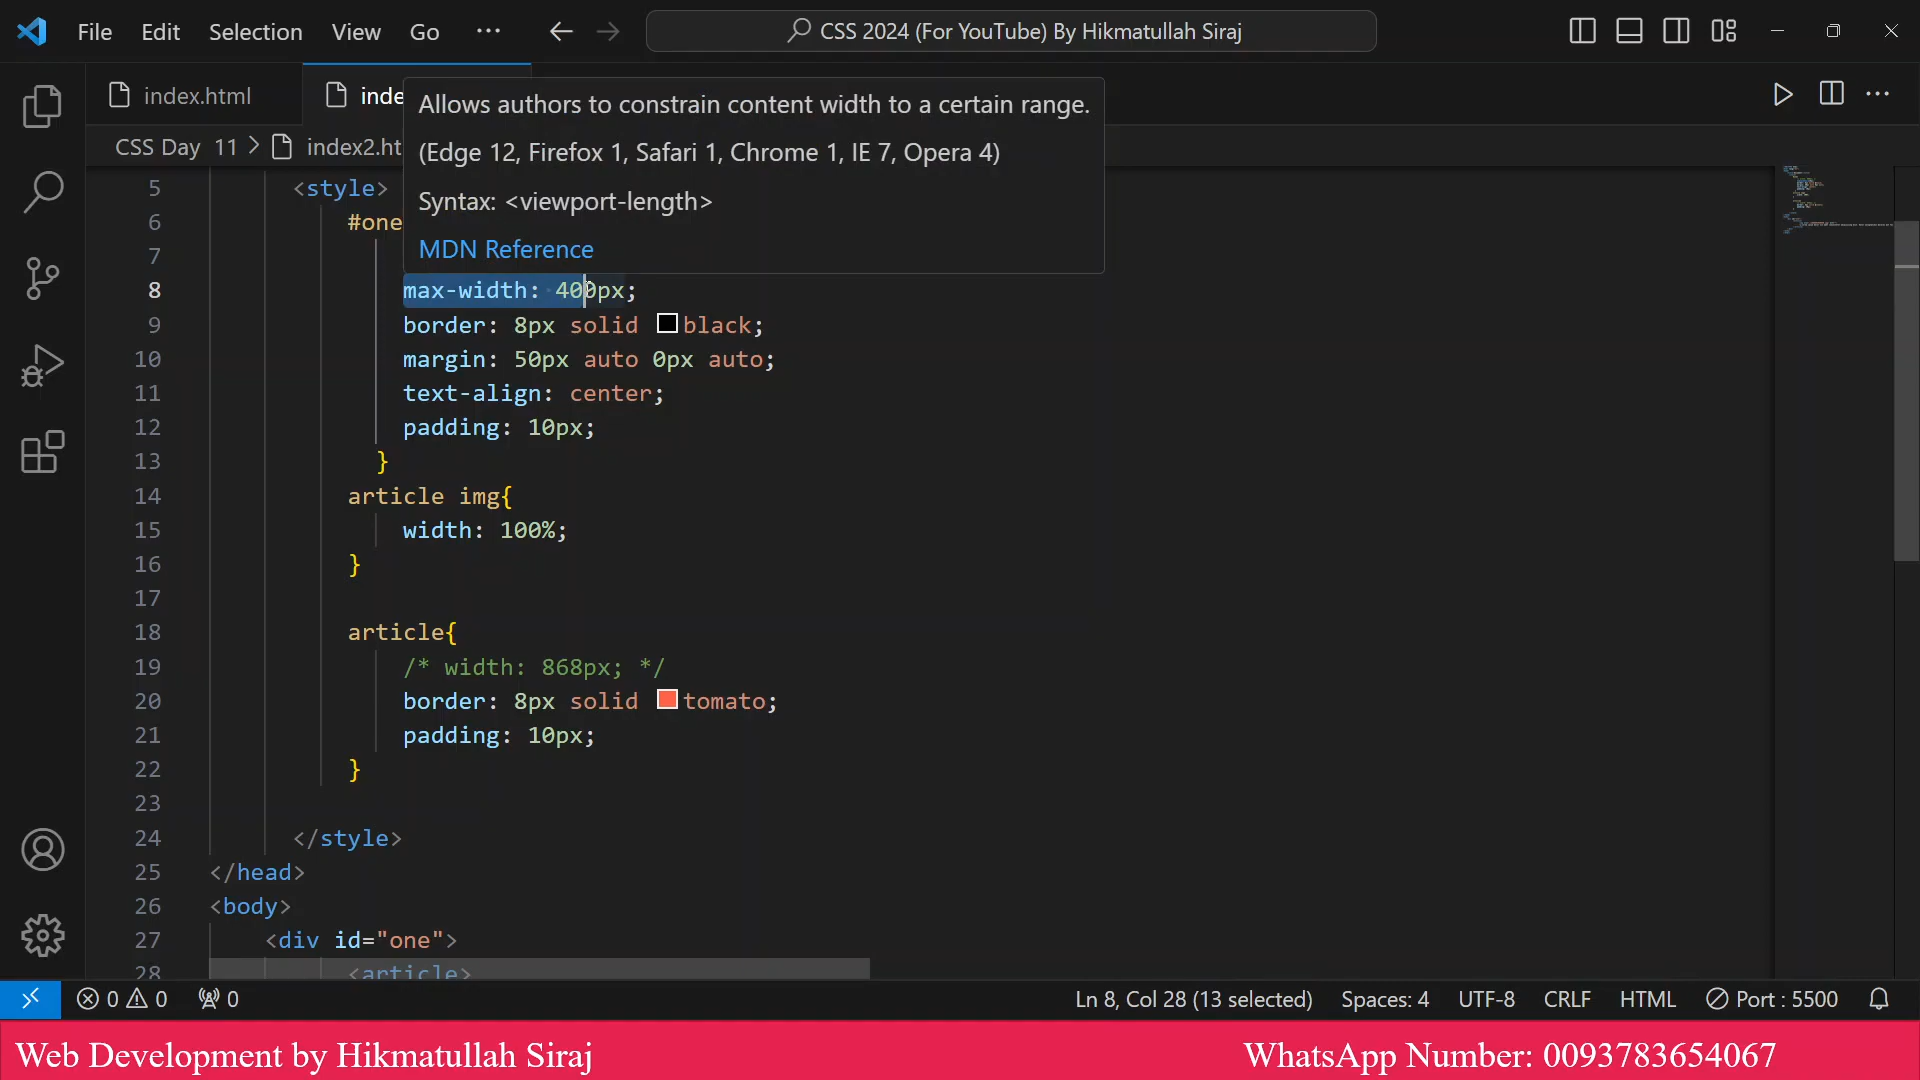 File Edit Selection View Go ··· CSS 2024 (For YouTube) By Hikmatullah Siraj
index.html inde
CSS Day 11 > index2.ht
Allows authors to constrain content width to a certain range.
(Edge 12, Firefox 1, Safari 1, Chrome 1, IE 7, Opera 4)
Syntax: <viewport-length>
MDN Reference
5 <style>
6 #one
7
8 max-width: 400px;
9 border: 8px solid black;
10 margin: 50px auto 0px auto;
11 text-align: center;
12 padding: 10px;
13 }
14 article img{
15 width: 100%;
16 }
17
18 article{
19 /* width: 868px; */
20 border: 8px solid tomato;
21 padding: 10px;
22 }
23
24 </style>
25 </head>
26 <body>
27 <div id="one">
28 <article>
0 0 0 Ln 8, Col 28 (13 selected) Spaces: 4 UTF-8 CRLF HTML Port : 5500
Web Development by Hikmatullah Siraj WhatsApp Number: 0093783654067